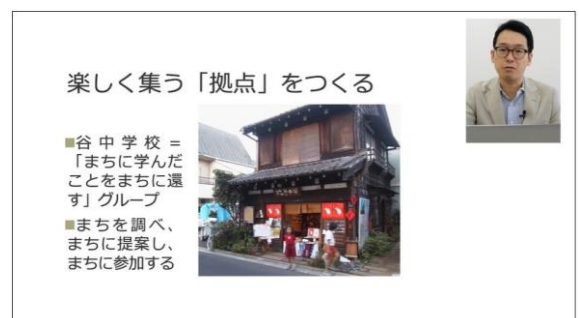 楽しく集う「拠点」をつくる
■谷中学校=
「まちに学んだ
ことをまちに還
す」グループ
■まちを調べ、
まちに提案し、
まちに参加する